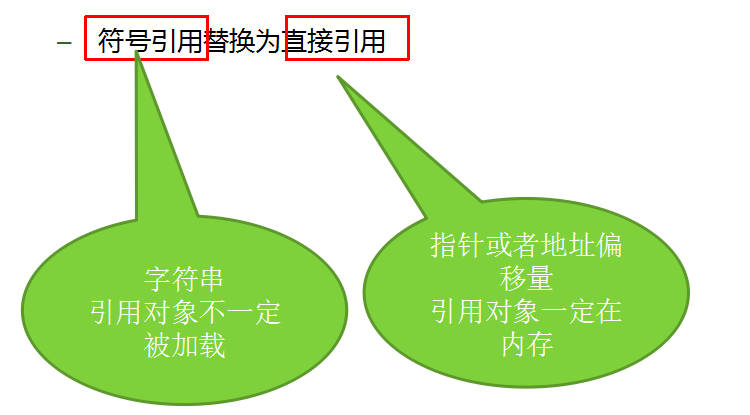 – 符号引用替换为直接引用
字符串
引用对象不一定
被加载
指针或者地址偏
移量
引用对象一定在
内存